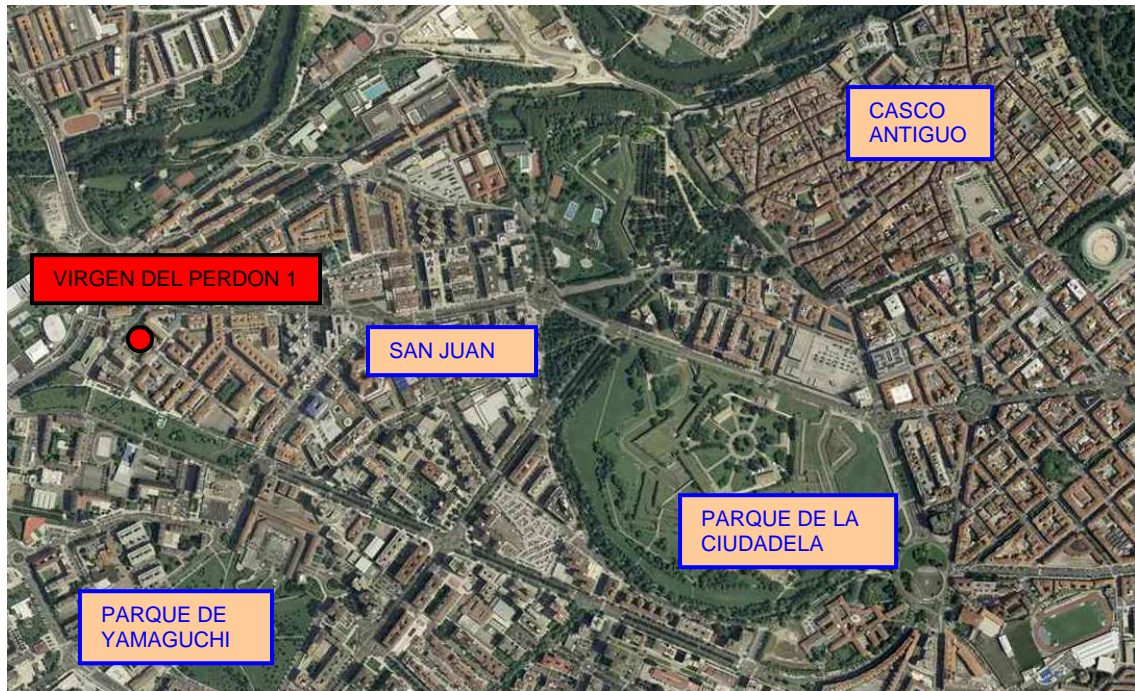 CASCO
ANTIGUO
VIRGEN DEL PERDON 1
SAN JUAN
PARQUE DE LA
CIUDADELA
PARQUE DE
YAMAGUCHI